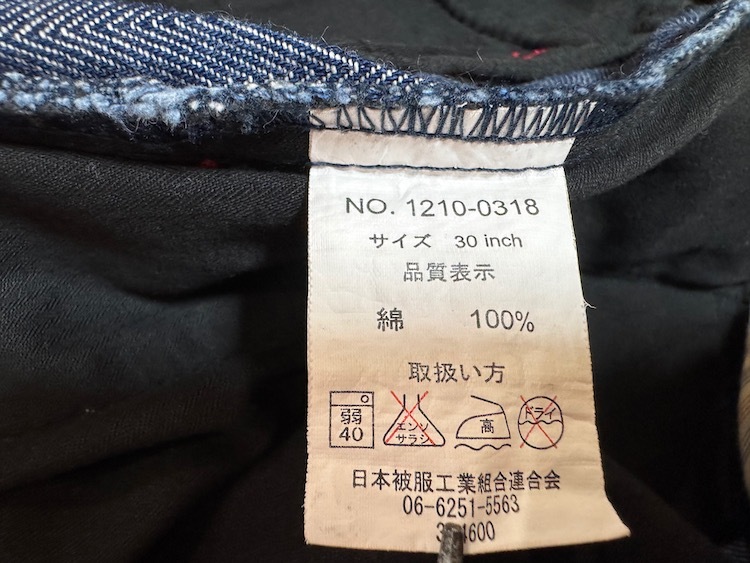 NO. 1210-0318
サイズ 30 inch
品質表示
綿 100%
取扱い方
弱 40
エンソ サラシ
高
ドライ
日本被服工業組合連合会
06-6251-5563